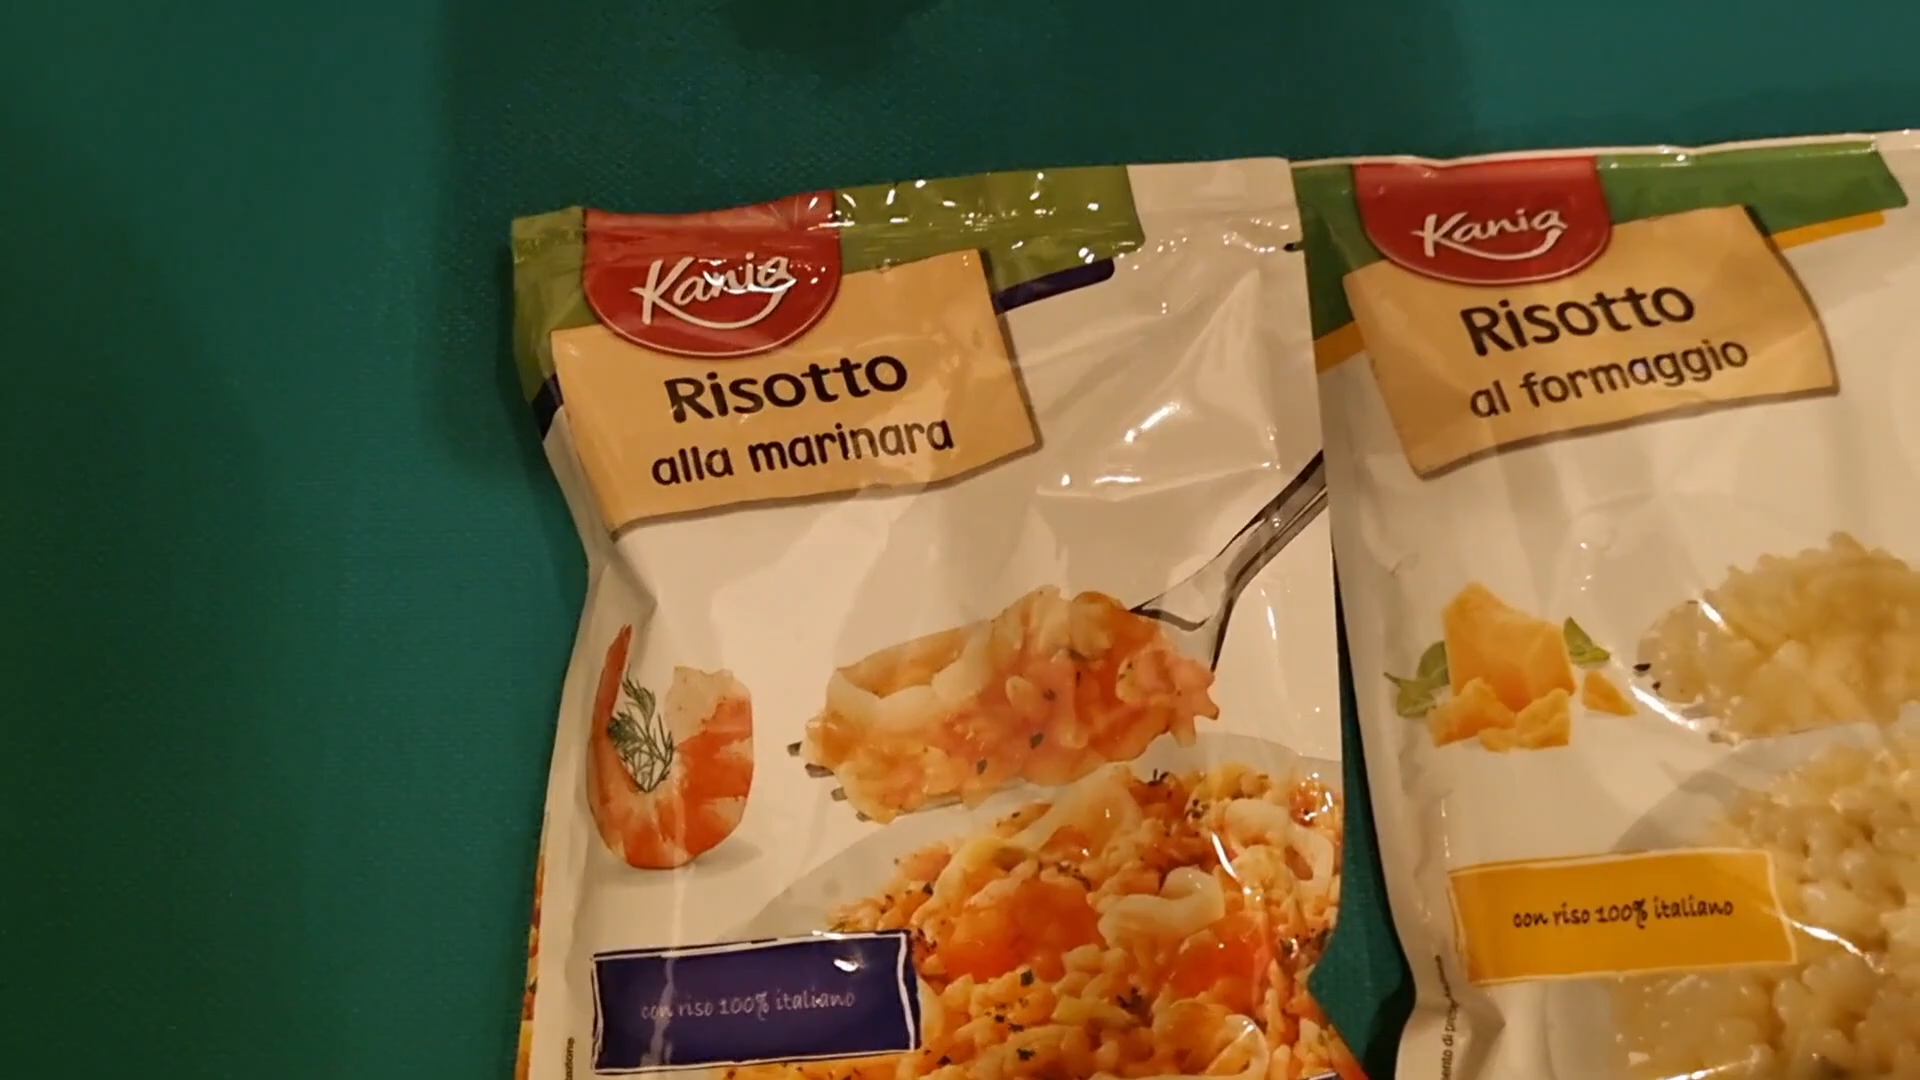 Kania
Risotto
alla marinara
con riso 100% italiano
Kania
Risotto
al formaggio
con riso 100% italiano